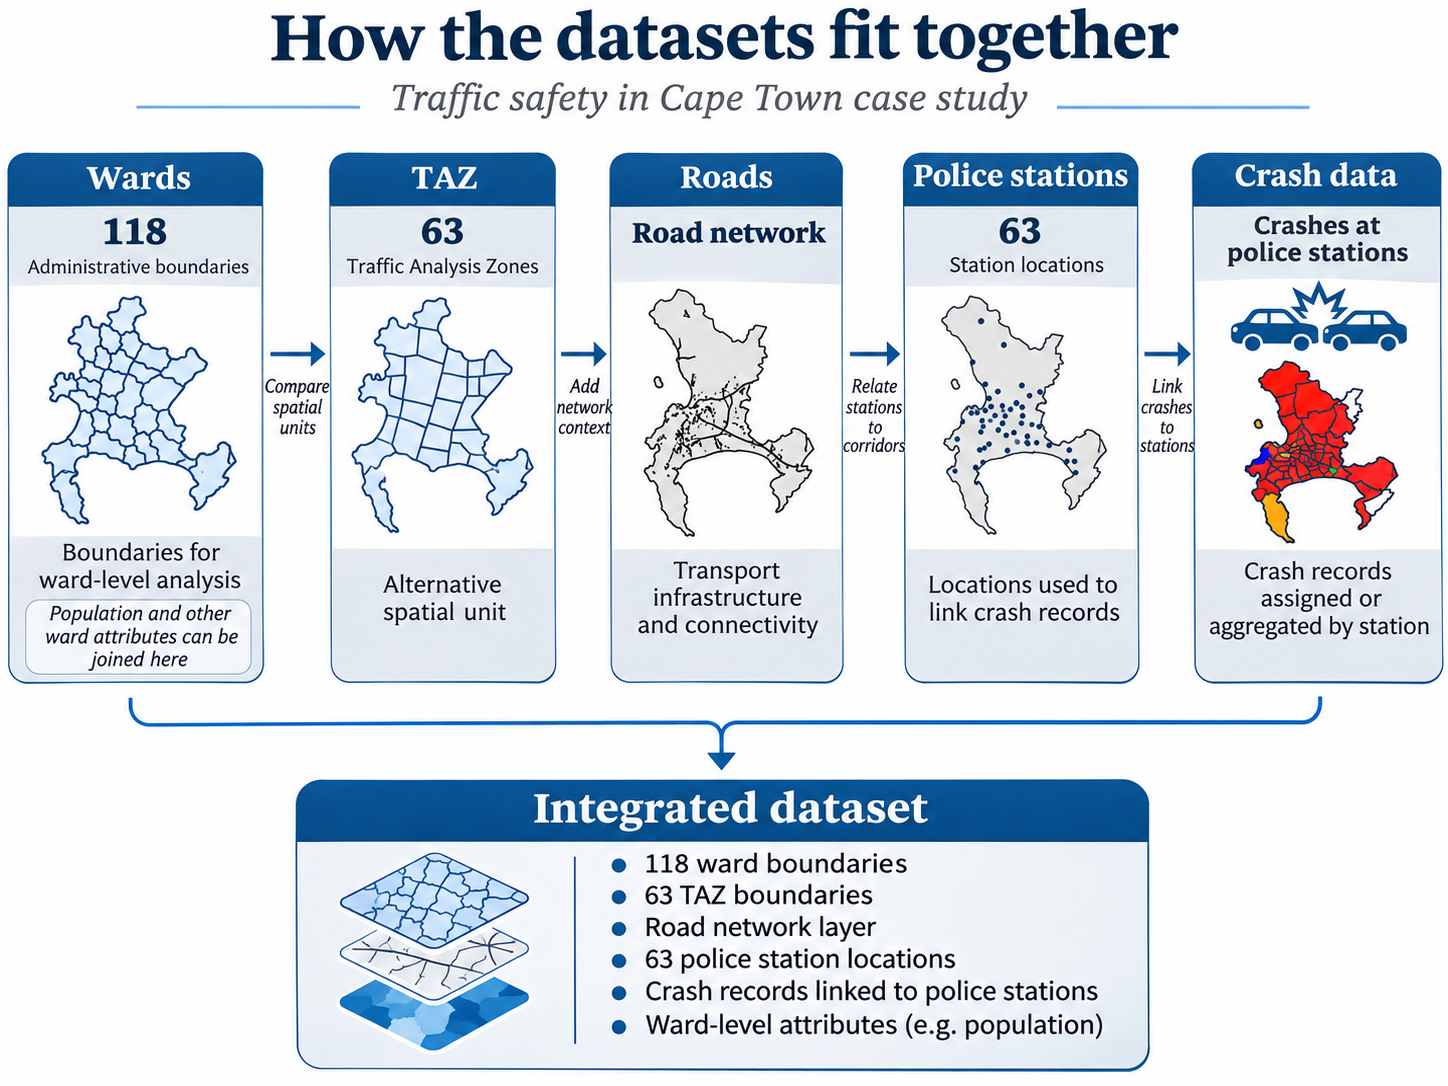 How the datasets fit together
Traffic safety in Cape Town case study
Wards
118
Administrative boundaries
Boundaries for
ward-level analysis
Population and other
ward attributes can be
joined here
Compare
spatial
units
TAZ
63
Traffic Analysis Zones
Alternative
spatial unit
Add
network
context
Roads
Road network
Transport
infrastructure
and connectivity
Relate
stations
to
corridors
Police stations
63
Station locations
Locations used to
link crash records
Link
crashes
to
stations
Crash data
Crashes at
police stations
Crash records
assigned or
aggregated by station
Integrated dataset
118 ward boundaries
63 TAZ boundaries
Road network layer
63 police station locations
Crash records linked to police stations
Ward-level attributes (e.g. population)